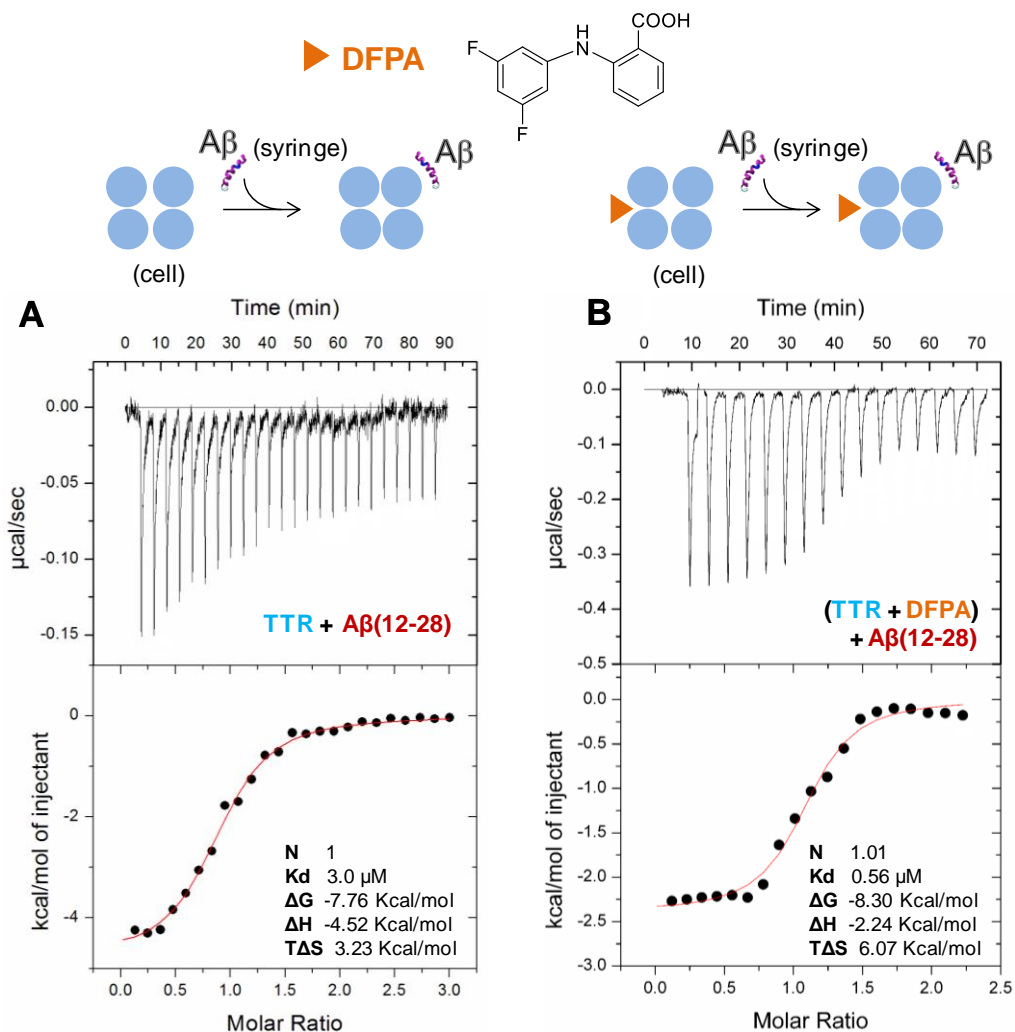 DFPA
COOH
H
N
F
F
Aβ
(syringe)
Aβ
(cell)
Aβ
(syringe)
Aβ
(cell)
A
Time (min)
0 10 20 30 40 50 60 70 80 90
0.00
-0.05
-0.10
-0.15
µcal/sec
TTR + Aβ(12-28)
0
-2
-4
kcal/mol of injectant
N 1
Kd 3.0 µM
ΔG -7.76 Kcal/mol
ΔH -4.52 Kcal/mol
TΔS 3.23 Kcal/mol
0.0 0.5 1.0 1.5 2.0 2.5 3.0
Molar Ratio
B
Time (min)
0 10 20 30 40 50 60 70
0.0
-0.1
-0.2
-0.3
-0.4
-0.5
µcal/sec
(TTR + DFPA)
+ Aβ(12-28)
0.0
-0.5
-1.0
-1.5
-2.0
-2.5
-3.0
kcal/mol of injectant
N 1.01
Kd 0.56 µM
ΔG -8.30 Kcal/mol
ΔH -2.24 Kcal/mol
TΔS 6.07 Kcal/mol
0.0 0.5 1.0 1.5 2.0 2.5
Molar Ratio